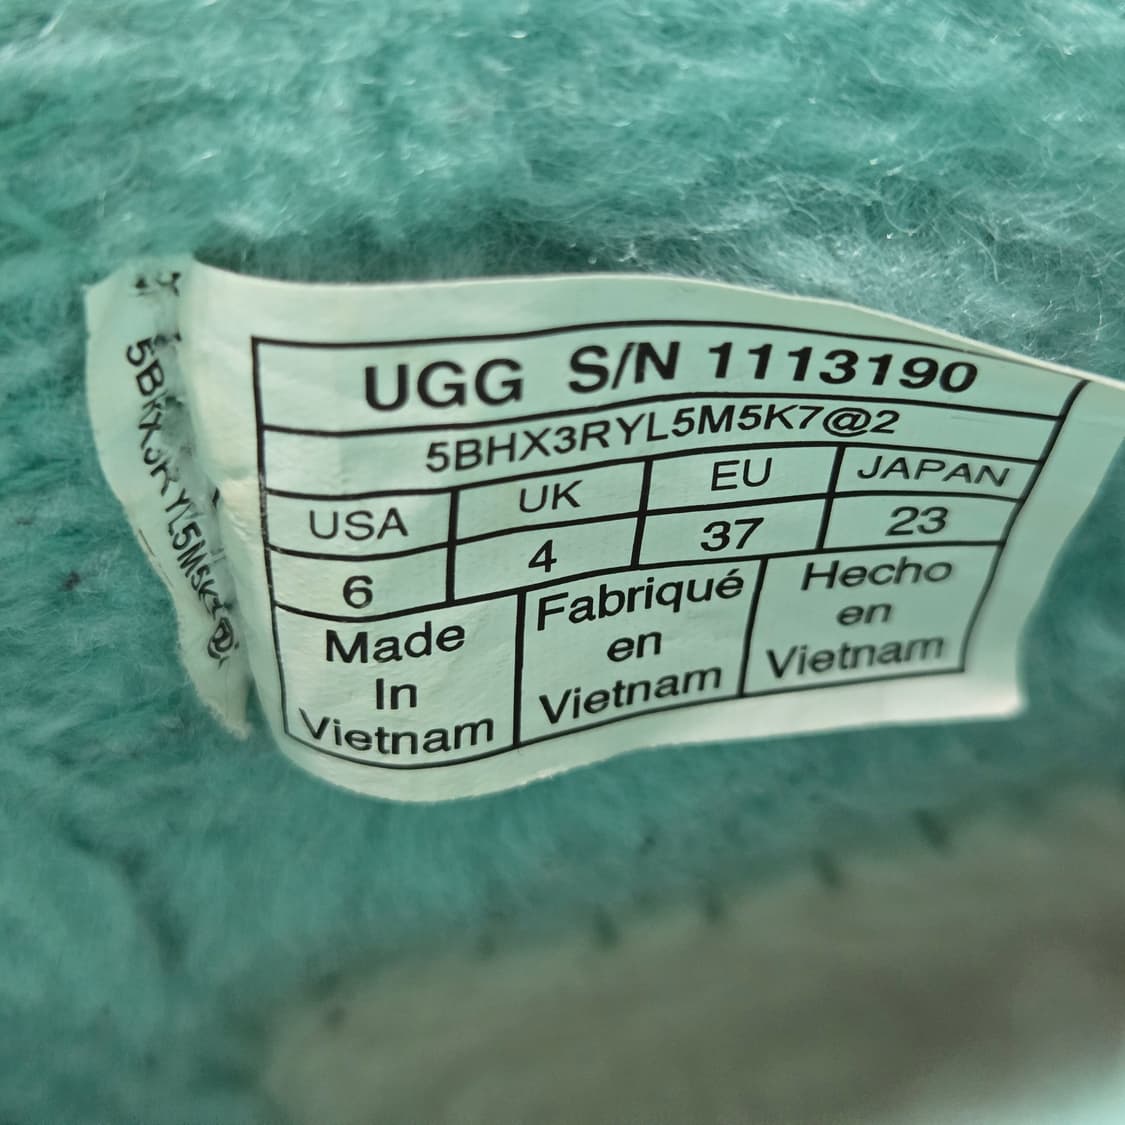 UGG S/N 1113190
5BHX3RYL5M5K7@2
USA UK EU JAPAN
6 4 37 23
Made
In
Vietnam
Fabriqué
en
Vietnam
Hecho
en
Vietnam